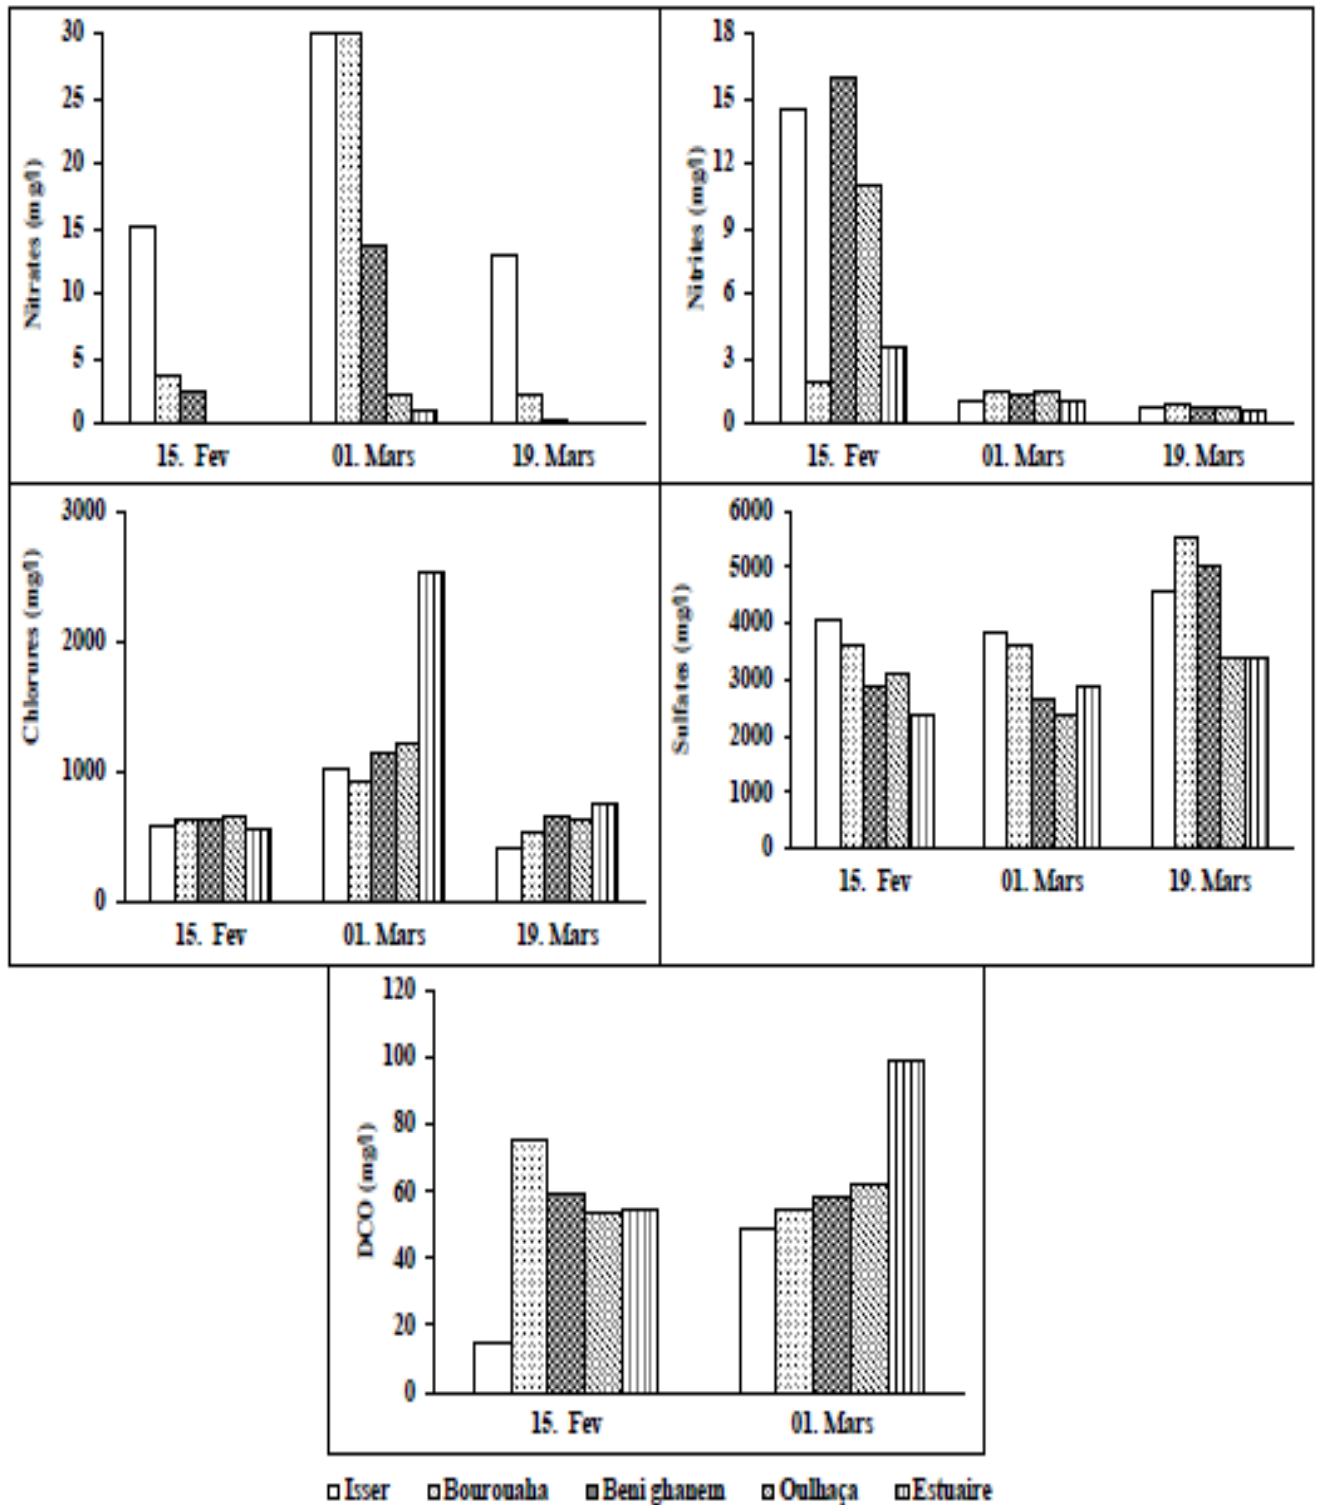 30
25
20
15
10
5
0
Nitrates (mg/l)
15. Fev 01. Mars 19. Mars
18
15
12
9
6
3
0
Nitrites (mg/l)
15. Fev 01. Mars 19. Mars
3000
2000
1000
0
Chlorures (mg/l)
15. Fev 01. Mars 19. Mars
6000
5000
4000
3000
2000
1000
0
Sulfates (mg/l)
15. Fev 01. Mars 19. Mars
120
100
80
60
40
20
0
DCO (mg/l)
15. Fev 01. Mars
Isser Bourouaha Beni ghanem Oulhaça Estuaire